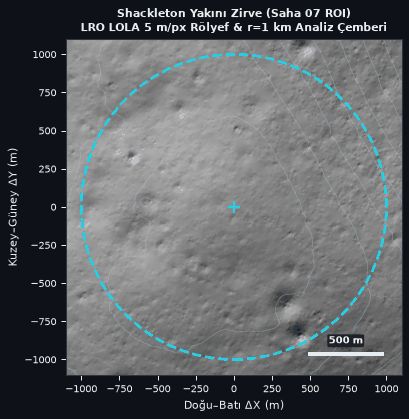 Shackleton Yakını Zirve (Saha 07 ROI)
LRO LOLA 5 m/px Rölyef & r=1 km Analiz Çemberi
Kuzey–Güney ΔY (m)
1000
750
500
250
0
−250
−500
−750
−1000
500 m
−1000 −750 −500 −250 0 250 500 750 1000
Doğu–Batı ΔX (m)